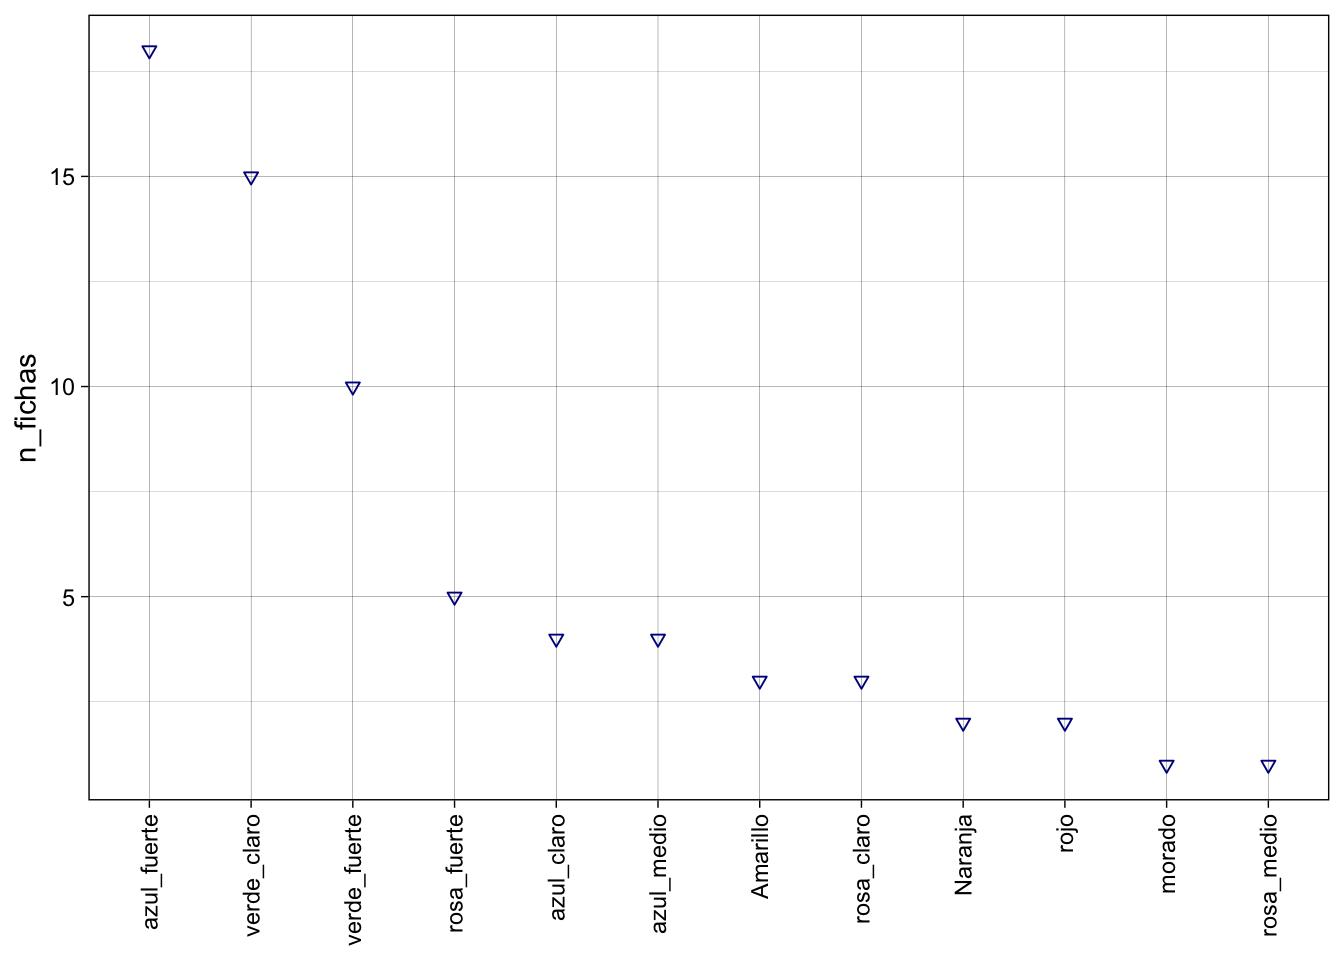 n_fichas
15
10
5
azul_fuerte
verde_claro
verde_fuerte
rosa_fuerte
azul_claro
azul_medio
Amarillo
rosa_claro
Naranja
rojo
morado
rosa_medio